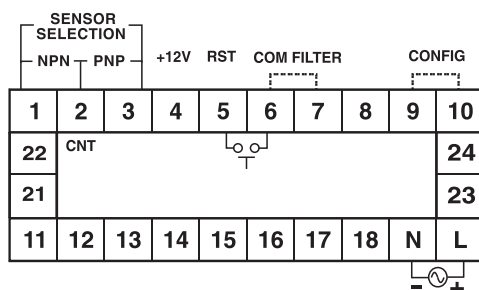 SENSOR
SELECTION
NPN PNP +12V RST COM FILTER CONFIG
1 2 3 4 5 6 7 8 9 10
22 CNT 24
21 23
11 12 13 14 15 16 17 18 N L
- +